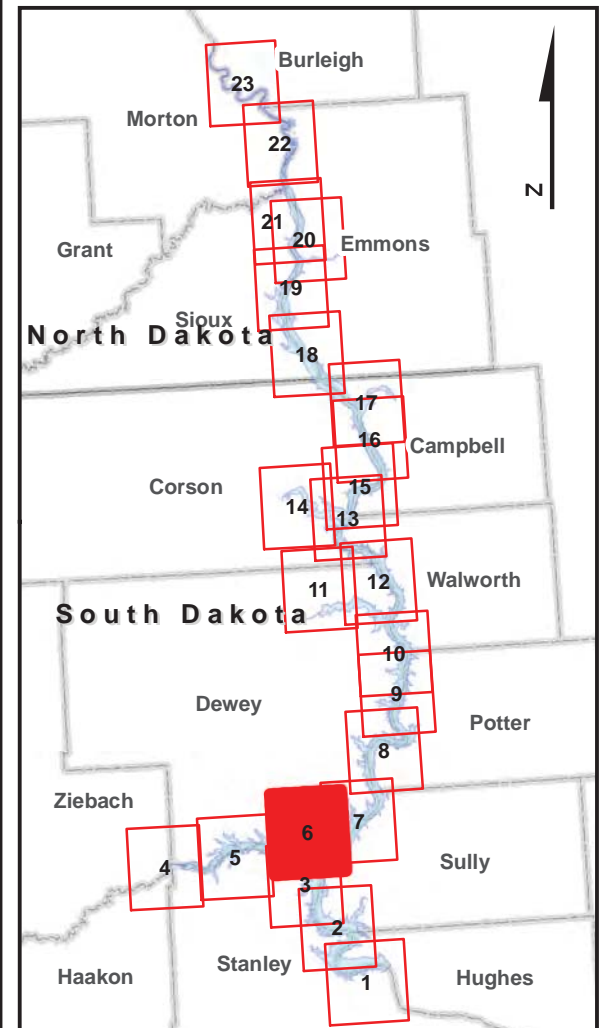 Burleigh
23
Morton
22
N
21
20
Emmons
Grant
19
Sioux
North Dakota
18
17
16
Campbell
15
Corson
14
13
12
Walworth
11
South Dakota
10
9
Dewey
Potter
8
Ziebach
7
6
5
Sully
4
3
2
Stanley
Haakon
1
Hughes